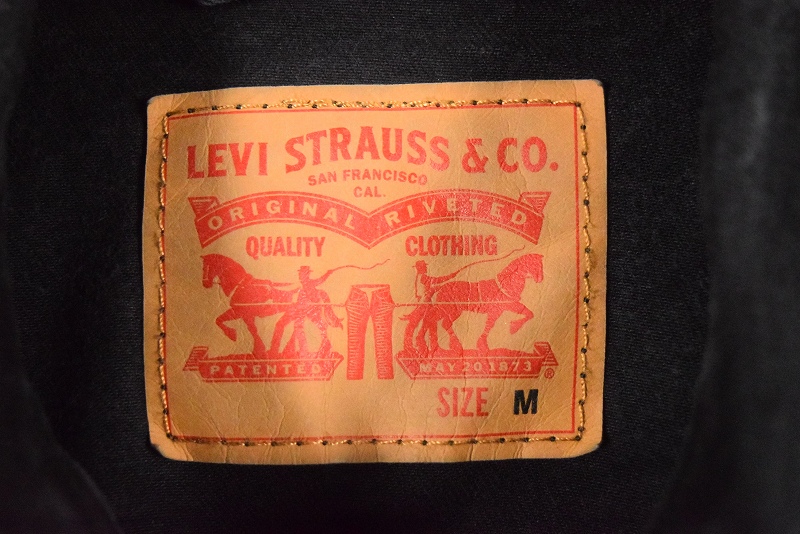 LEVI STRAUSS & CO.
SAN FRANCISCO
CAL.
ORIGINAL RIVETED
QUALITY CLOTHING
PATENTED MAY 20 1873 ®
SIZE M